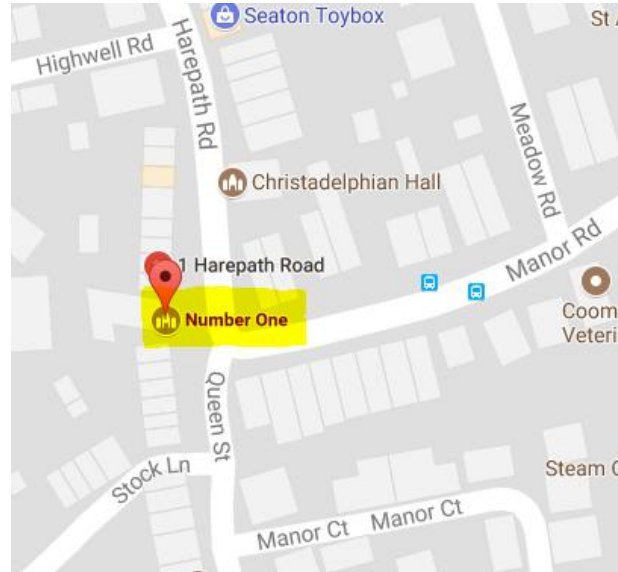 Seaton Toybox
St A
Highwell Rd
Harepath Rd
Meadow Rd
Christadelphian Hall
1 Harepath Road
Manor Rd
Number One
Coom
Veteri
Queen St
Stock Ln
Steam
Manor Ct Manor Ct